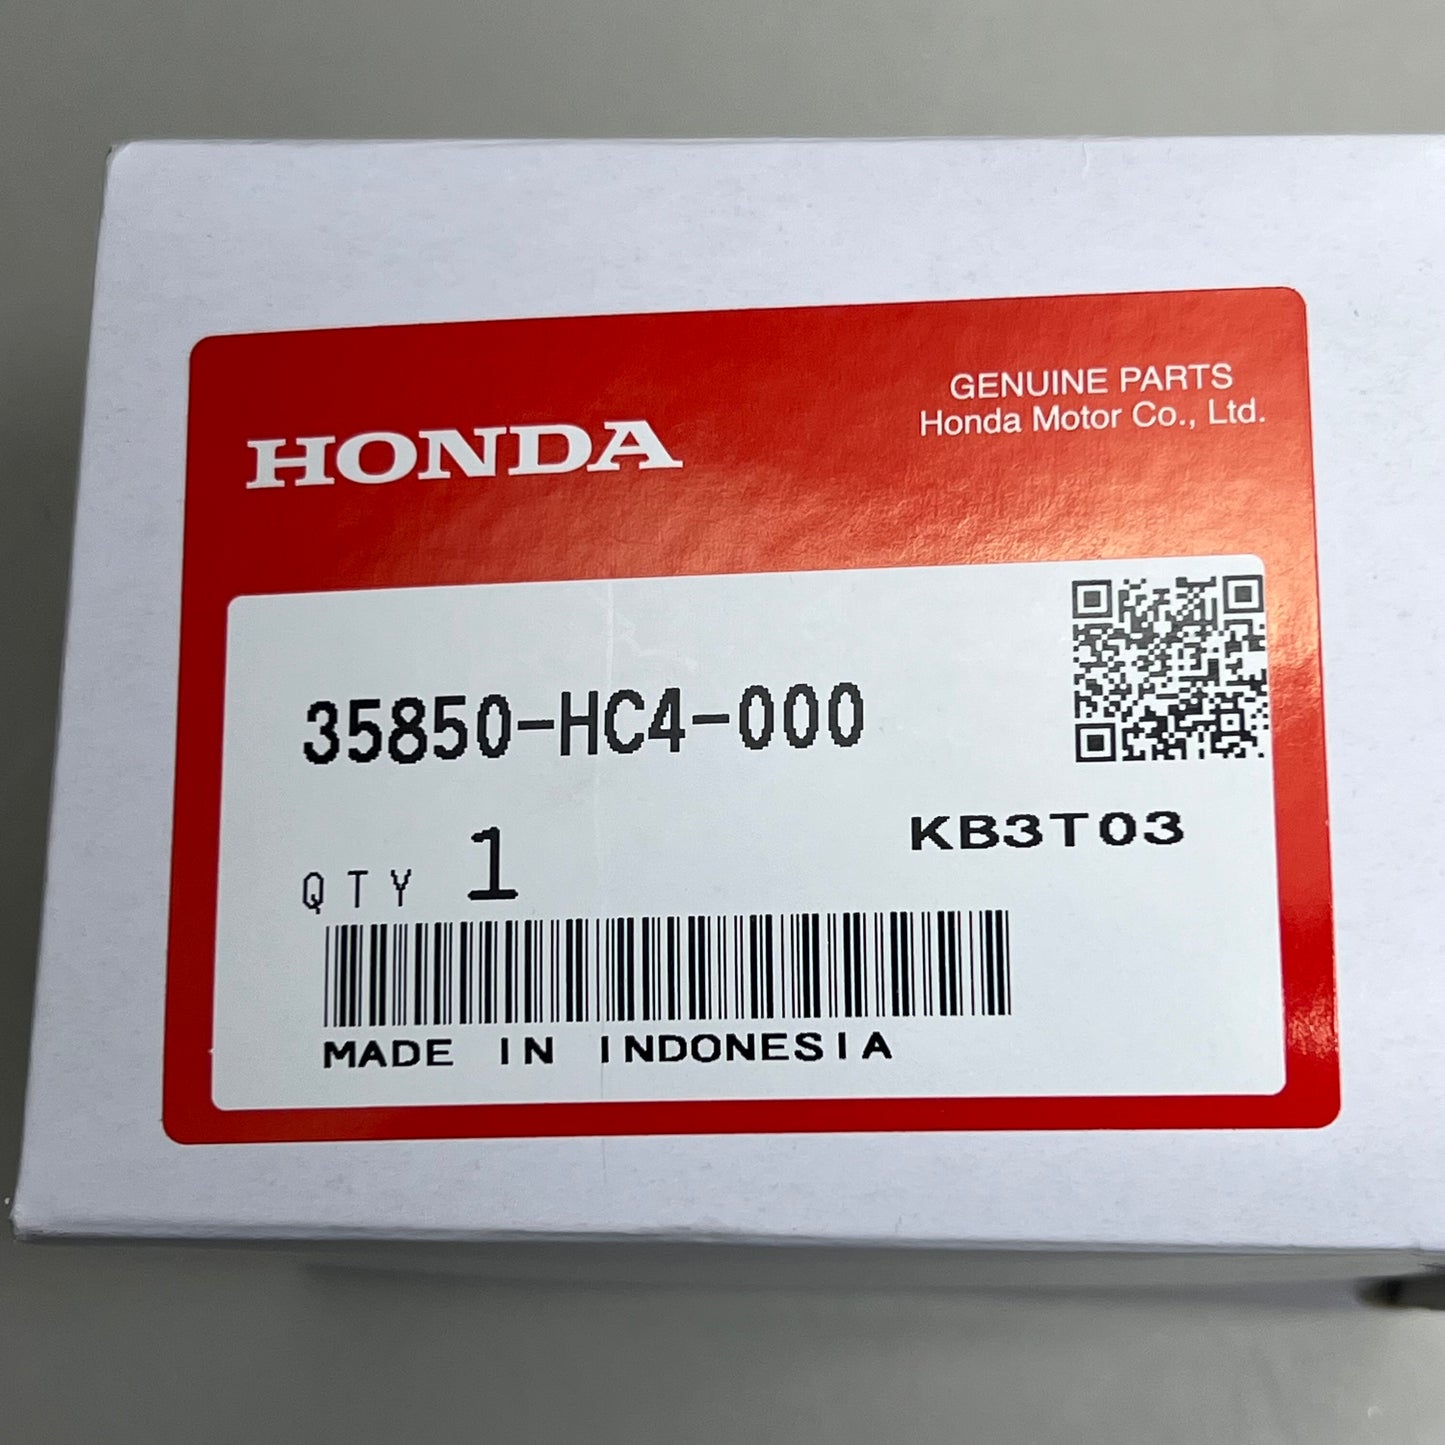 GENUINE PARTS
Honda Motor Co., Ltd.
HONDA
35850-HC4-000
KB3T03
QTY 1
MADE IN INDONESIA